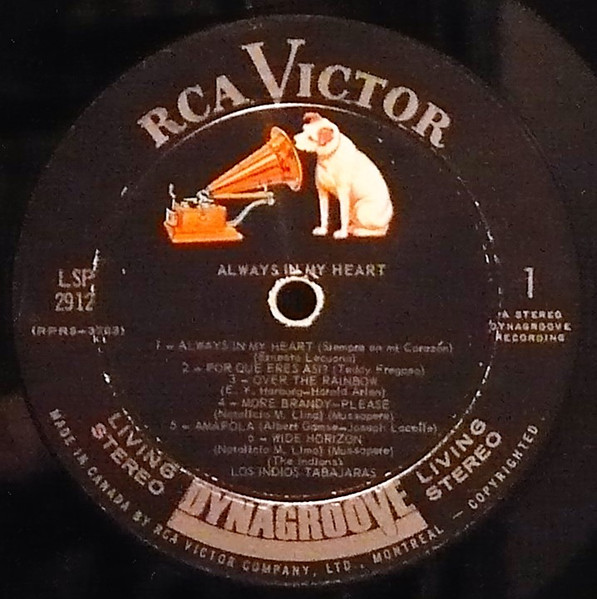 RCA VICTOR
ALWAYS IN MY HEART
LSP
2912
1
A STEREO
DYNAGROOVE
RECORDING
1 - ALWAYS IN MY HEART (Siempre en mi Corazón)
(Ernesto Lecuona)
2 - POR QUE ERES ASI? (Teddy Fregoso)
3 - OVER THE RAINBOW
(E. Y. Harburg-Harold Arlen)
4 - MORE BRANDY-PLEASE
(Natalicio M. Lima) (Mussapere)
5 - AMAPOLA (Albert Gamse-Joseph Lacalle)
6 - WIDE HORIZON
(Natalicio M. Lima) (Mussapere)
(The Indians)
LOS INDIOS TABAJARAS
LIVING
STEREO
DYNAGROOVE
LIVING
STEREO
MADE IN CANADA BY RCA VICTOR COMPANY, LTD., MONTREAL - COPYRIGHTED